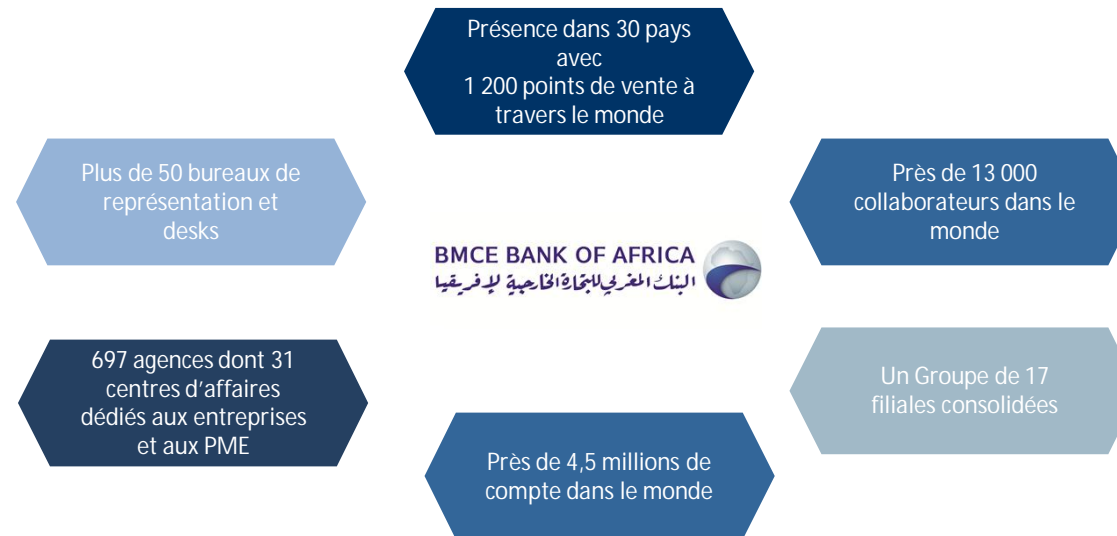 Présence dans 30 pays
avec
1 200 points de vente à
travers le monde
Plus de 50 bureaux de
représentation et
desks
Près de 13 000
collaborateurs dans le
monde
BMCE BANK OF AFRICA
البنك المغربي للتجارة الخارجية لإفريقيا
697 agences dont 31
centres d’affaires
dédiés aux entreprises
et aux PME
Un Groupe de 17
filiales consolidées
Près de 4,5 millions de
compte dans le monde